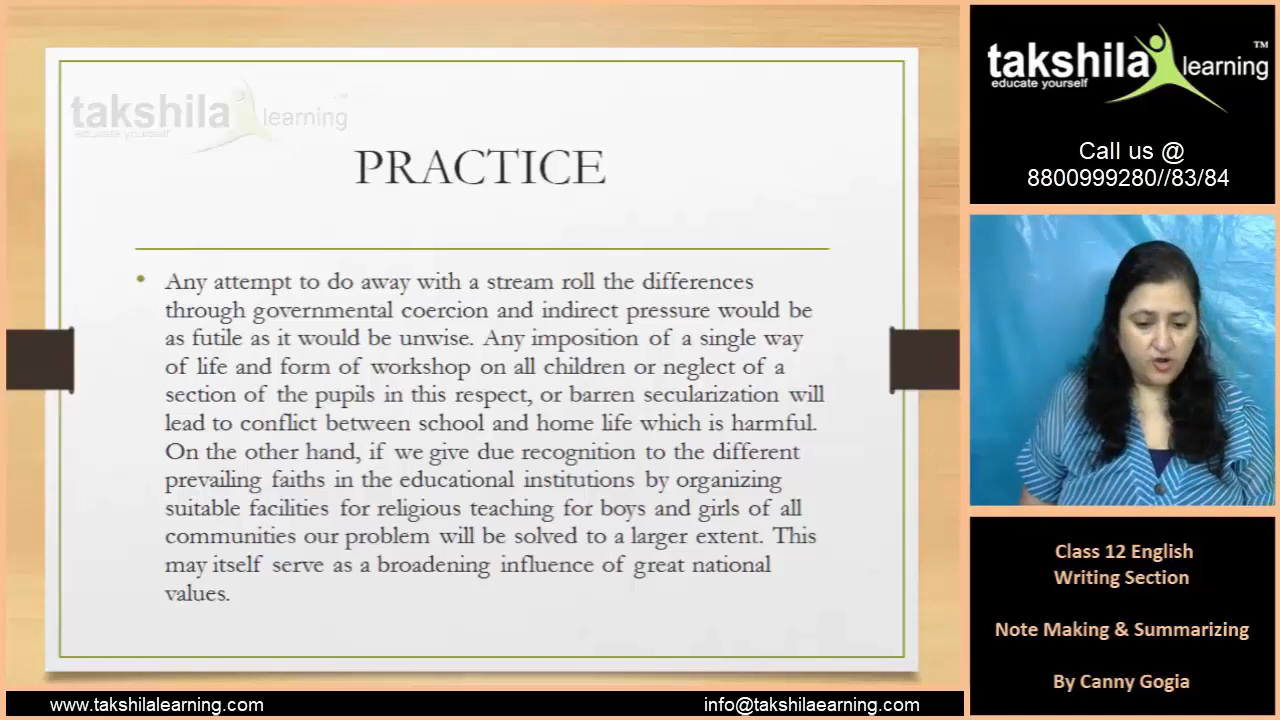 takshila learning
educate yourself
PRACTICE
• Any attempt to do away with a stream roll the differences
through governmental coercion and indirect pressure would be
as futile as it would be unwise. Any imposition of a single way
of life and form of workshop on all children or neglect of a
section of the pupils in this respect, or barren secularization will
lead to conflict between school and home life which is harmful.
On the other hand, if we give due recognition to the different
prevailing faiths in the educational institutions by organizing
suitable facilities for religious teaching for boys and girls of all
communities our problem will be solved to a larger extent. This
may itself serve as a broadening influence of great national
values.
takshila learning ™
educate yourself
Call us @
8800999280//83/84
Class 12 English
Writing Section
Note Making & Summarizing
By Canny Gogia
www.takshilalearning.com
info@takshilaearning.com